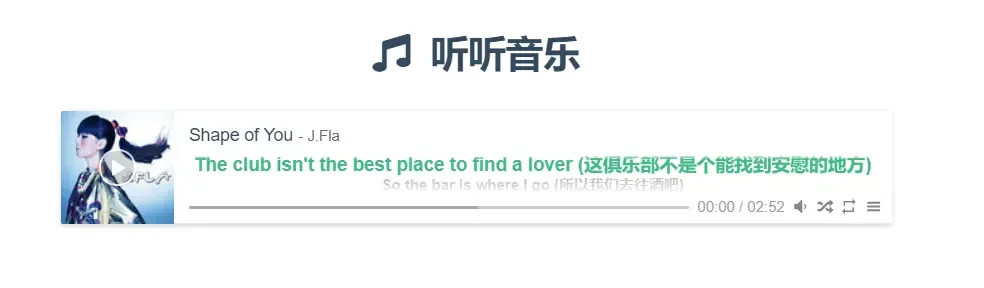 听听音乐
Shape of You - J.Fla
The club isn't the best place to find a lover (这俱乐部不是个能找到安慰的地方)
So the bar is where I go (所以我们去往酒吧)
J.FLA
00:00 / 02:52